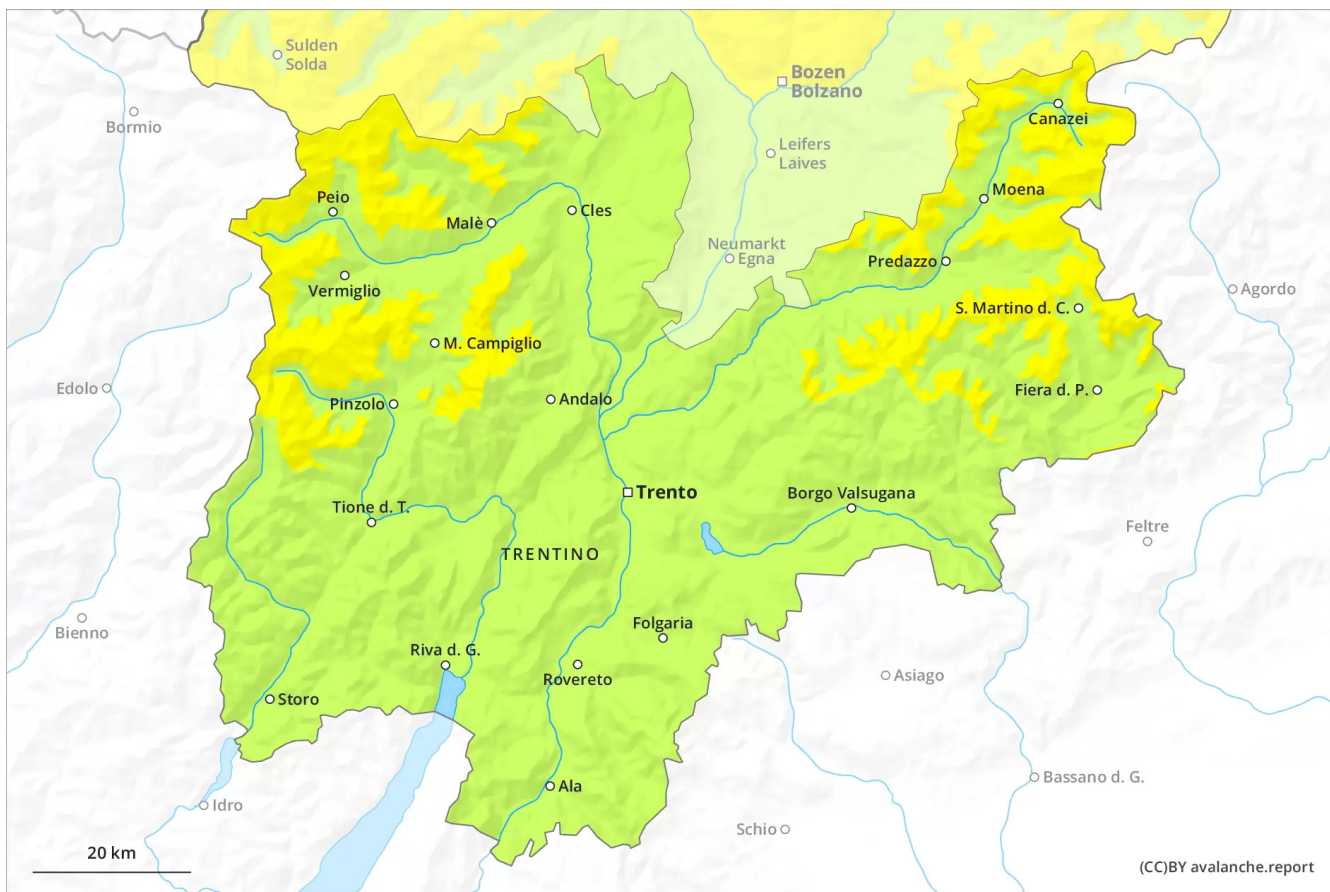 Sulden
Solda
Bozen
Bolzano
Bormio
Canazei
Leifers
Laives
Peio
Malè
Cles
Moena
Neumarkt
Egna
Vermiglio
Predazzo
Agordo
S. Martino d. C.
M. Campiglio
Edolo
Pinzolo
Andalo
Fiera d. P.
Trento
Borgo Valsugana
Tione d. T.
Feltre
TRENTINO
Bienno
Folgaria
Riva d. G.
Rovereto
Asiago
Storo
Bassano d. G.
Ala
Idro
Schio
20 km
(CC)BY avalanche.report